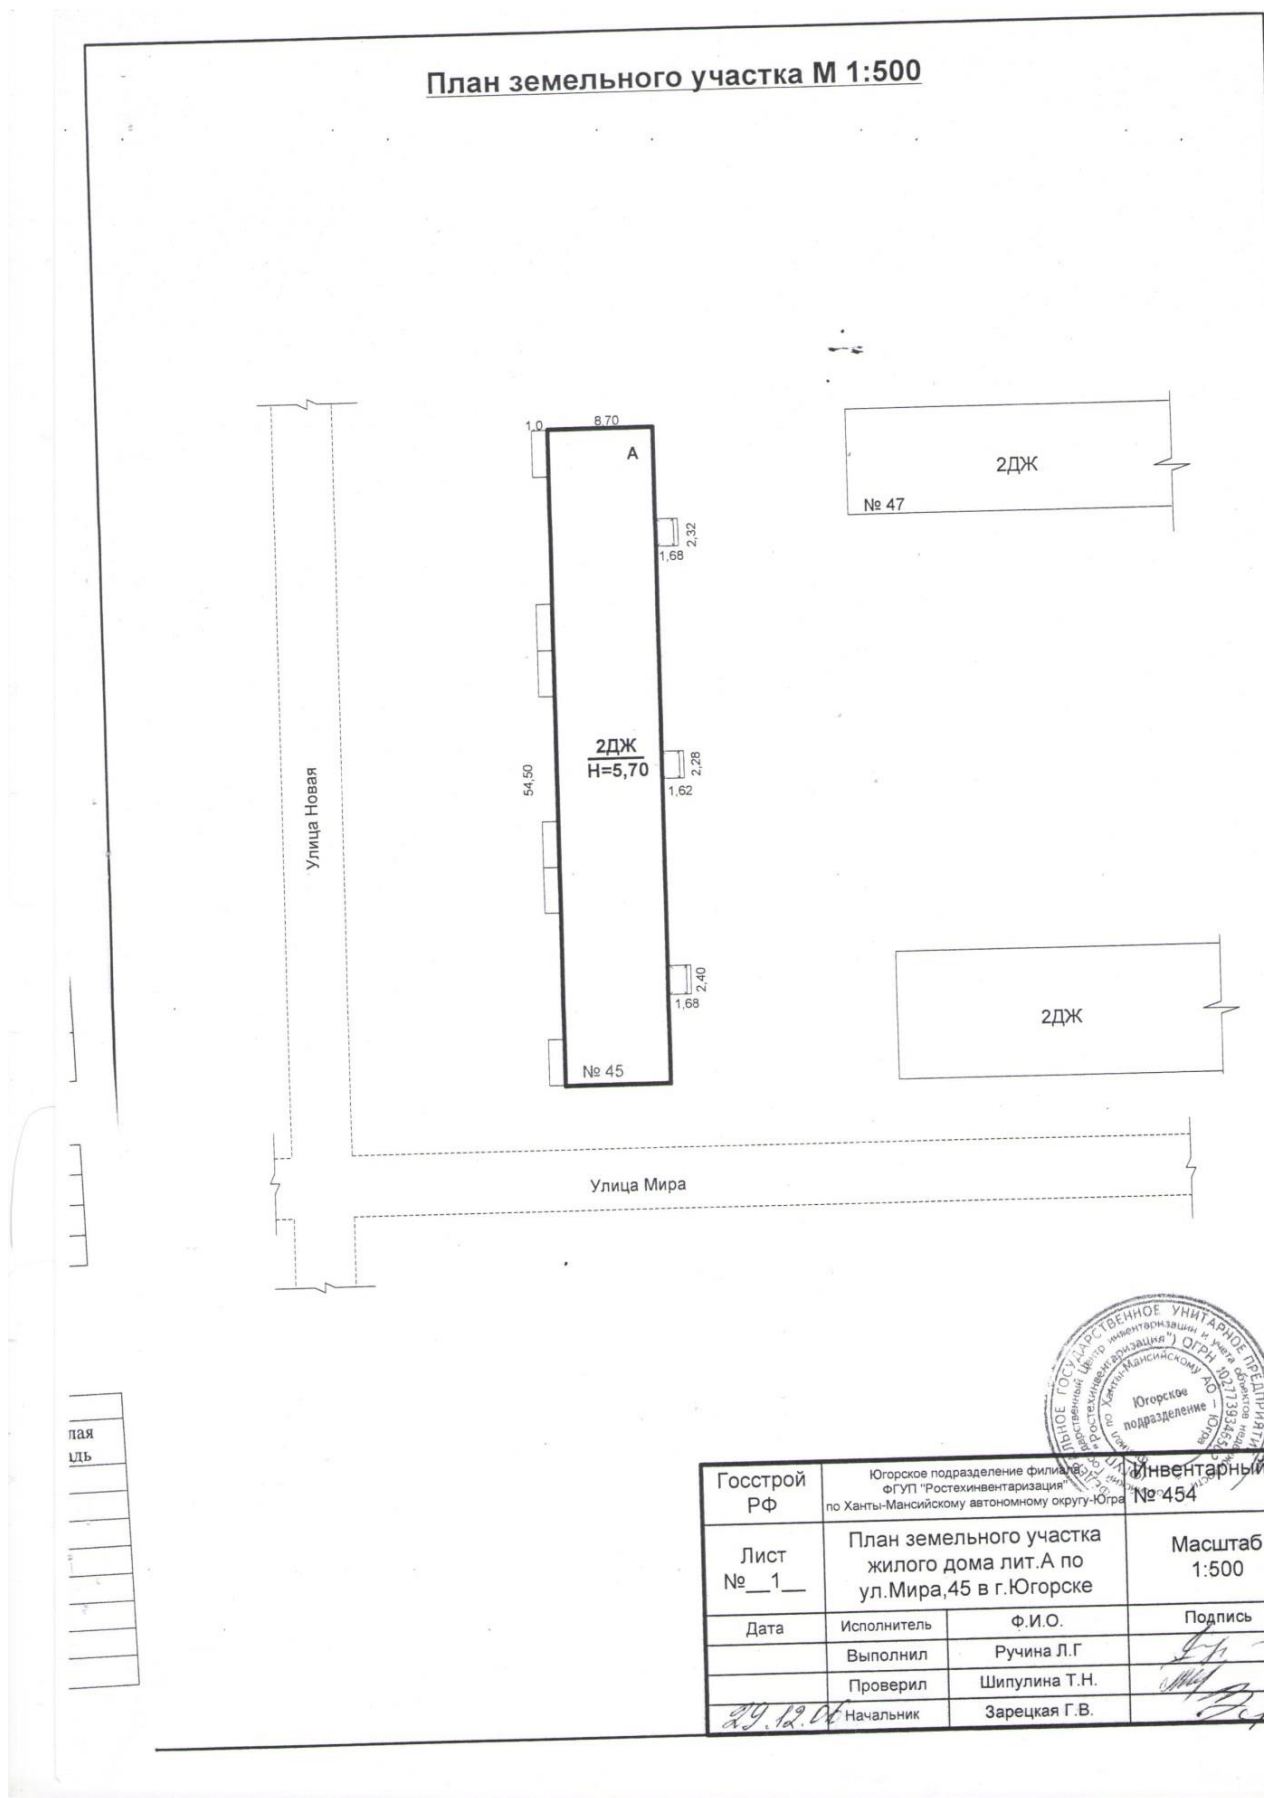 План земельного участка М 1:500
1,0
8,70
А
2ДЖ
№ 47
2,32
1,68
2ДЖ
Н=5,70
54,50
2,28
1,62
Улица Новая
2,40
1,68
2ДЖ
№ 45
Улица Мира
Югорское
подразделение
лая
адь
Госстрой
РФ
Югорское подразделение филиала
ФГУП "Ростехинвентаризация"
по Ханты-Мансийскому автономному округу-Югра
Инвентарный
№ 454
Лист
№__1__
План земельного участка
жилого дома лит.А по
ул.Мира,45 в г.Югорске
Масштаб
1:500
Дата
Исполнитель
Ф.И.О.
Подпись
Выполнил
Ручина Л.Г
Проверил
Шипулина Т.Н.
29.12.06
Начальник
Зарецкая Г.В.